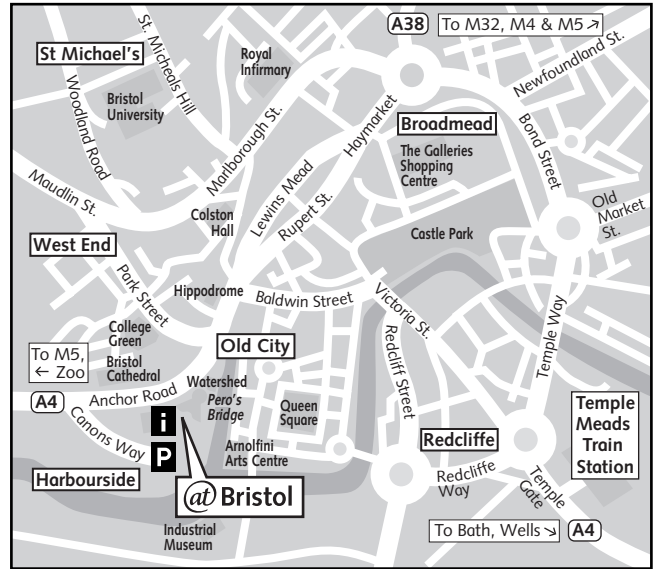 A38
To M32, M4 & M5 ↗
St Michael's
St. Micheals Hill
Royal
Infirmary
Newfoundland St.
Woodland Road
Bristol
University
Marlborough St.
Haymarket
Broadmead
Bond Street
The Galleries
Shopping
Centre
Maudlin St.
Lewins Mead
Rupert St.
Old
Market
St.
Colston
Hall
Castle Park
West End
Park Street
Hippodrome
Baldwin Street
Victoria St.
College
Green
Old City
Redcliff Street
Temple Way
To M5,
← Zoo
Bristol
Cathedral
Watershed
A4
Anchor Road
Pero's
Bridge
Queen
Square
Temple
Meads
Train
Station
i
Canons Way
P
Arnolfini
Arts Centre
Redcliffe
Harbourside
Redcliffe
Way
Temple
Gate
@ Bristol
Industrial
Museum
To Bath, Wells ↘
A4